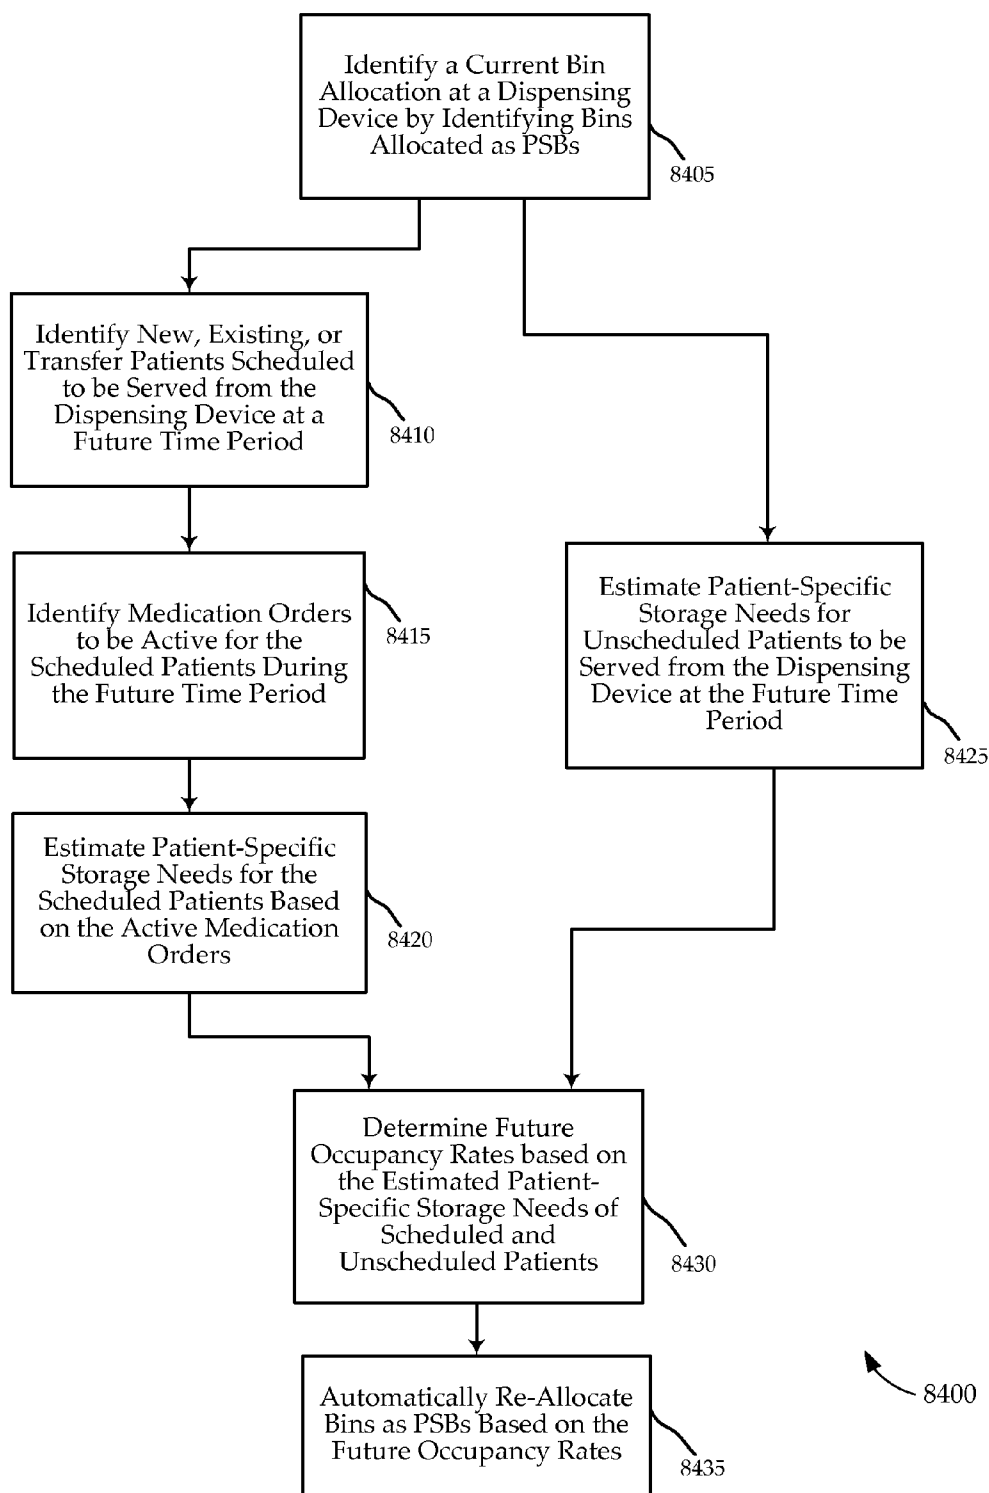 Identify a Current Bin
Allocation at a Dispensing
Device by Identifying Bins
Allocated as PSBs
8405
Identify New, Existing, or
Transfer Patients Scheduled
to be Served from the
Dispensing Device at a
Future Time Period
8410
Identify Medication Orders
to be Active for the
Scheduled Patients During
the Future Time Period
8415
Estimate Patient-Specific
Storage Needs for the
Scheduled Patients Based
on the Active Medication
Orders
8420
Estimate Patient-Specific
Storage Needs for
Unscheduled Patients to be
Served from the Dispensing
Device at the Future Time
Period
8425
Determine Future
Occupancy Rates based on
the Estimated Patient-
Specific Storage Needs of
Scheduled and
Unscheduled Patients
8430
Automatically Re-Allocate
Bins as PSBs Based on the
Future Occupancy Rates
8435
8400